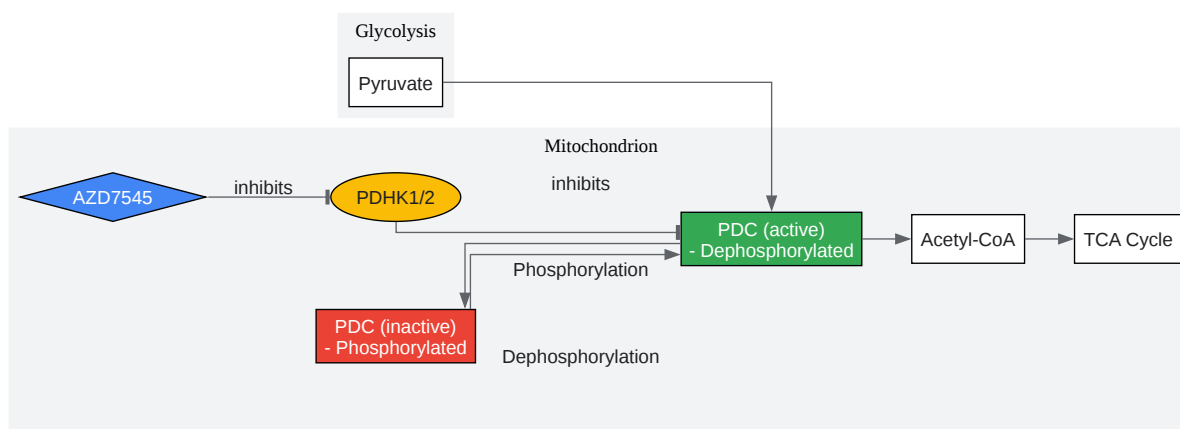 Glycolysis
Pyruvate
Mitochondrion
inhibits
inhibits
AZD7545
PDHK1/2
PDC (active)
- Dephosphorylated
Acetyl-CoA
TCA Cycle
Phosphorylation
PDC (inactive)
- Phosphorylated
Dephosphorylation